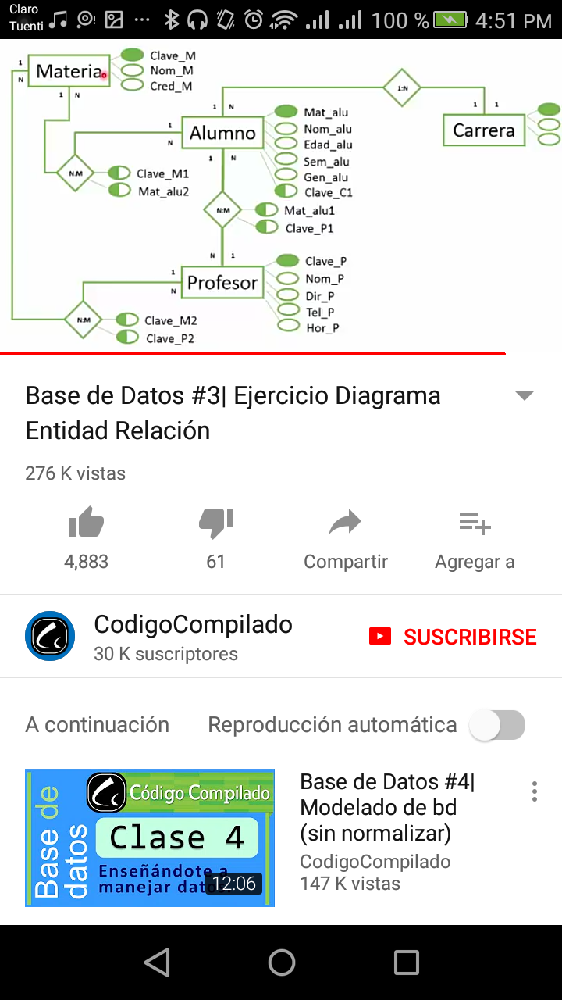 Claro
Tuenti
100 %
4:51 PM
Materia
Clave_M
Nom_M
Cred_M
1
N
1 N
1:N
1 N
1 1
Alumno
Mat_alu
Nom_alu
Edad_alu
Sem_alu
Gen_alu
Clave_C1
Carrera
1
N
N:M
Clave_M1
Mat_alu2
1 N
N:M
Mat_alu1
Clave_P1
N 1
1
N
Profesor
Clave_P
Nom_P
Dir_P
Tel_P
Hor_P
N:M
Clave_M2
Clave_P2
Base de Datos #3| Ejercicio Diagrama
Entidad Relación
276 K vistas
4,883
61
Compartir
Agregar a
CodigoCompilado
30 K suscriptores
SUSCRIBIRSE
A continuación
Reproducción automática
Base de
datos
Código Compilado
Clase 4
Enseñándote a
manejar datos
12:06
Base de Datos #4|
Modelado de bd
(sin normalizar)
CodigoCompilado
147 K vistas